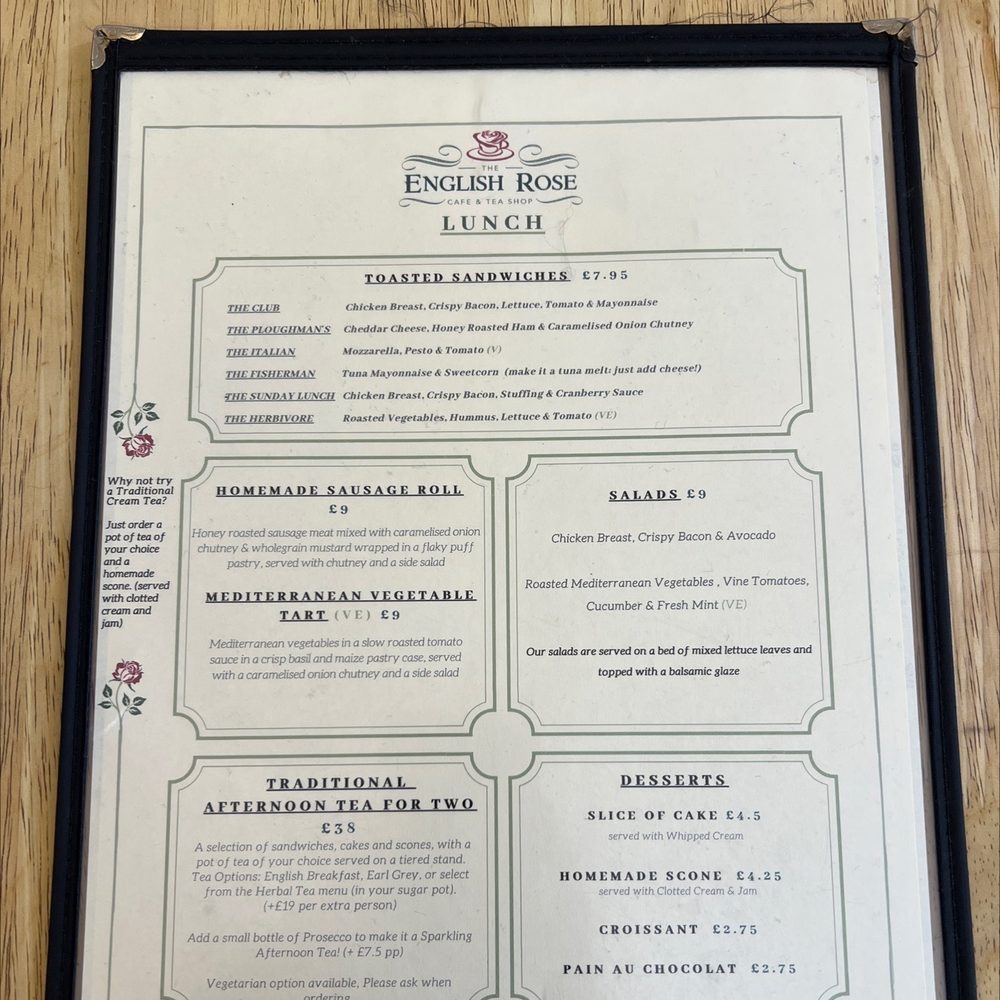 THE
ENGLISH ROSE
CAFE & TEA SHOP
LUNCH
TOASTED SANDWICHES £7.95
THE CLUB Chicken Breast, Crispy Bacon, Lettuce, Tomato & Mayonnaise
THE PLOUGHMAN'S Cheddar Cheese, Honey Roasted Ham & Caramelised Onion Chutney
THE ITALIAN Mozzarella, Pesto & Tomato (V)
THE FISHERMAN Tuna Mayonnaise & Sweetcorn (make it a tuna melt: just add cheese!)
THE SUNDAY LUNCH Chicken Breast, Crispy Bacon, Stuffing & Cranberry Sauce
THE HERBIVORE Roasted Vegetables, Hummus, Lettuce & Tomato (VE)
Why not try
a Traditional
Cream Tea?
Just order a
pot of tea of
your choice
and a
homemade
scone. (served
with clotted
cream and
jam)
HOMEMADE SAUSAGE ROLL
£9
Honey roasted sausage meat mixed with caramelised onion
chutney & wholegrain mustard wrapped in a flaky puff
pastry, served with chutney and a side salad
MEDITERRANEAN VEGETABLE
TART (VE) £9
Mediterranean vegetables in a slow roasted tomato
sauce in a crisp basil and maize pastry case, served
with a caramelised onion chutney and a side salad
SALADS £9
Chicken Breast, Crispy Bacon & Avocado
Roasted Mediterranean Vegetables , Vine Tomatoes,
Cucumber & Fresh Mint (VE)
Our salads are served on a bed of mixed lettuce leaves and
topped with a balsamic glaze
TRADITIONAL
AFTERNOON TEA FOR TWO
£38
A selection of sandwiches, cakes and scones, with a
pot of tea of your choice served on a tiered stand.
Tea Options: English Breakfast, Earl Grey, or select
from the Herbal Tea menu (in your sugar pot).
(+£19 per extra person)
Add a small bottle of Prosecco to make it a Sparkling
Afternoon Tea! (+ £7.5 pp)
Vegetarian option available, Please ask when
ordering
DESSERTS
SLICE OF CAKE £4.5
served with Whipped Cream
HOMEMADE SCONE £4.25
served with Clotted Cream & Jam
CROISSANT £2.75
PAIN AU CHOCOLAT £2.75